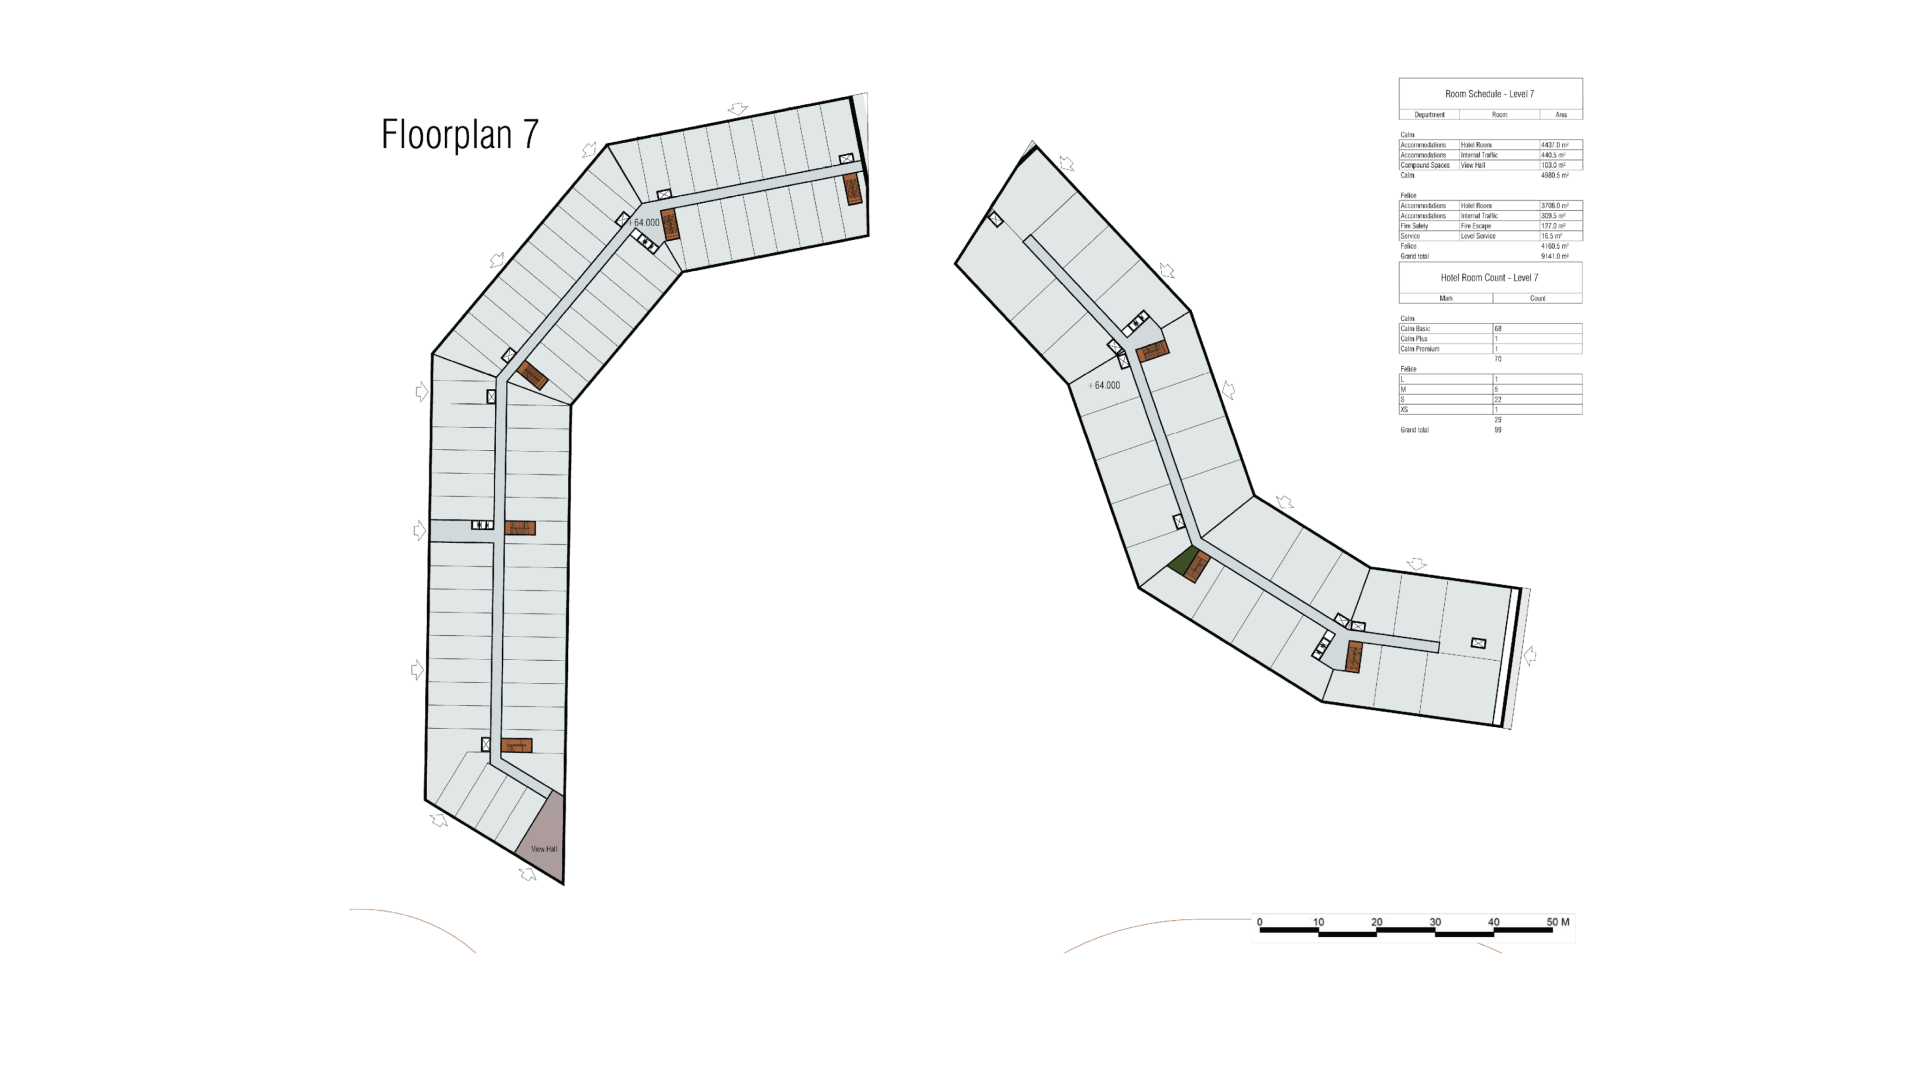 Floorplan 7
+ 64.000
View Hall
+ 64.000
Room Schedule - Level 7
Department Room Area
Calm
Accommodations Hotel Room 4437.0 m²
Accommodations Internal Traffic 440.5 m²
Compound Spaces View Hall 103.0 m²
Calm 4980.5 m²
Felice
Accommodations Hotel Room 3708.0 m²
Accommodations Internal Traffic 309.5 m²
Fire Safety Fire Escape 127.0 m²
Service Level Service 16.5 m²
Felice 4160.5 m²
Grand total 9141.0 m²
Hotel Room Count - Level 7
Mark Count
Calm
Calm Basic 68
Calm Plus 1
Calm Premium 1
70
Felice
L 1
M 5
S 22
XS 1
29
Grand total 99
0 10 20 30 40 50 M